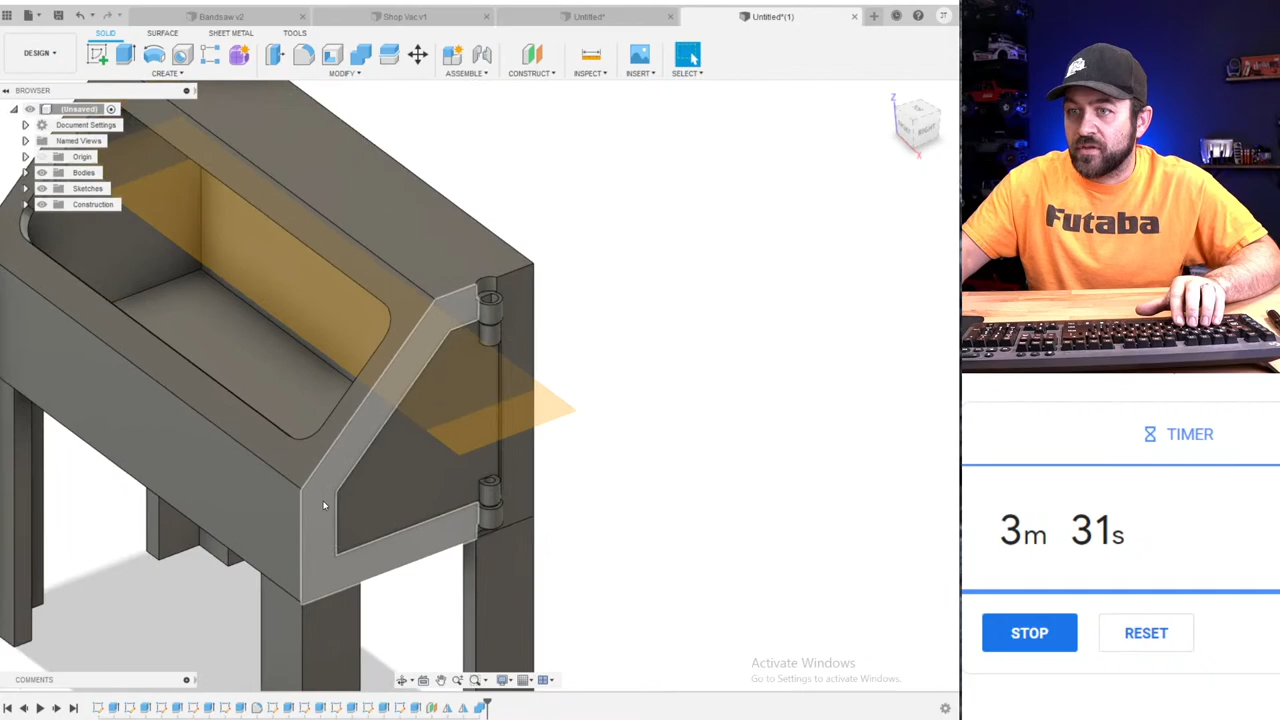 Bandsaw v2
Shop Vac v1
Untitled*
Untitled*(1)
JT
DESIGN
SOLID
SURFACE
SHEET METAL
TOOLS
CREATE
MODIFY
ASSEMBLE
CONSTRUCT
INSPECT
INSERT
SELECT
BROWSER
(Unsaved)
Document Settings
Named Views
Origin
Bodies
Sketches
Construction
Z
RIGHT
X
Futaba
TIMER
3m 31s
STOP
RESET
Activate Windows
Go to Settings to activate Windows.
COMMENTS